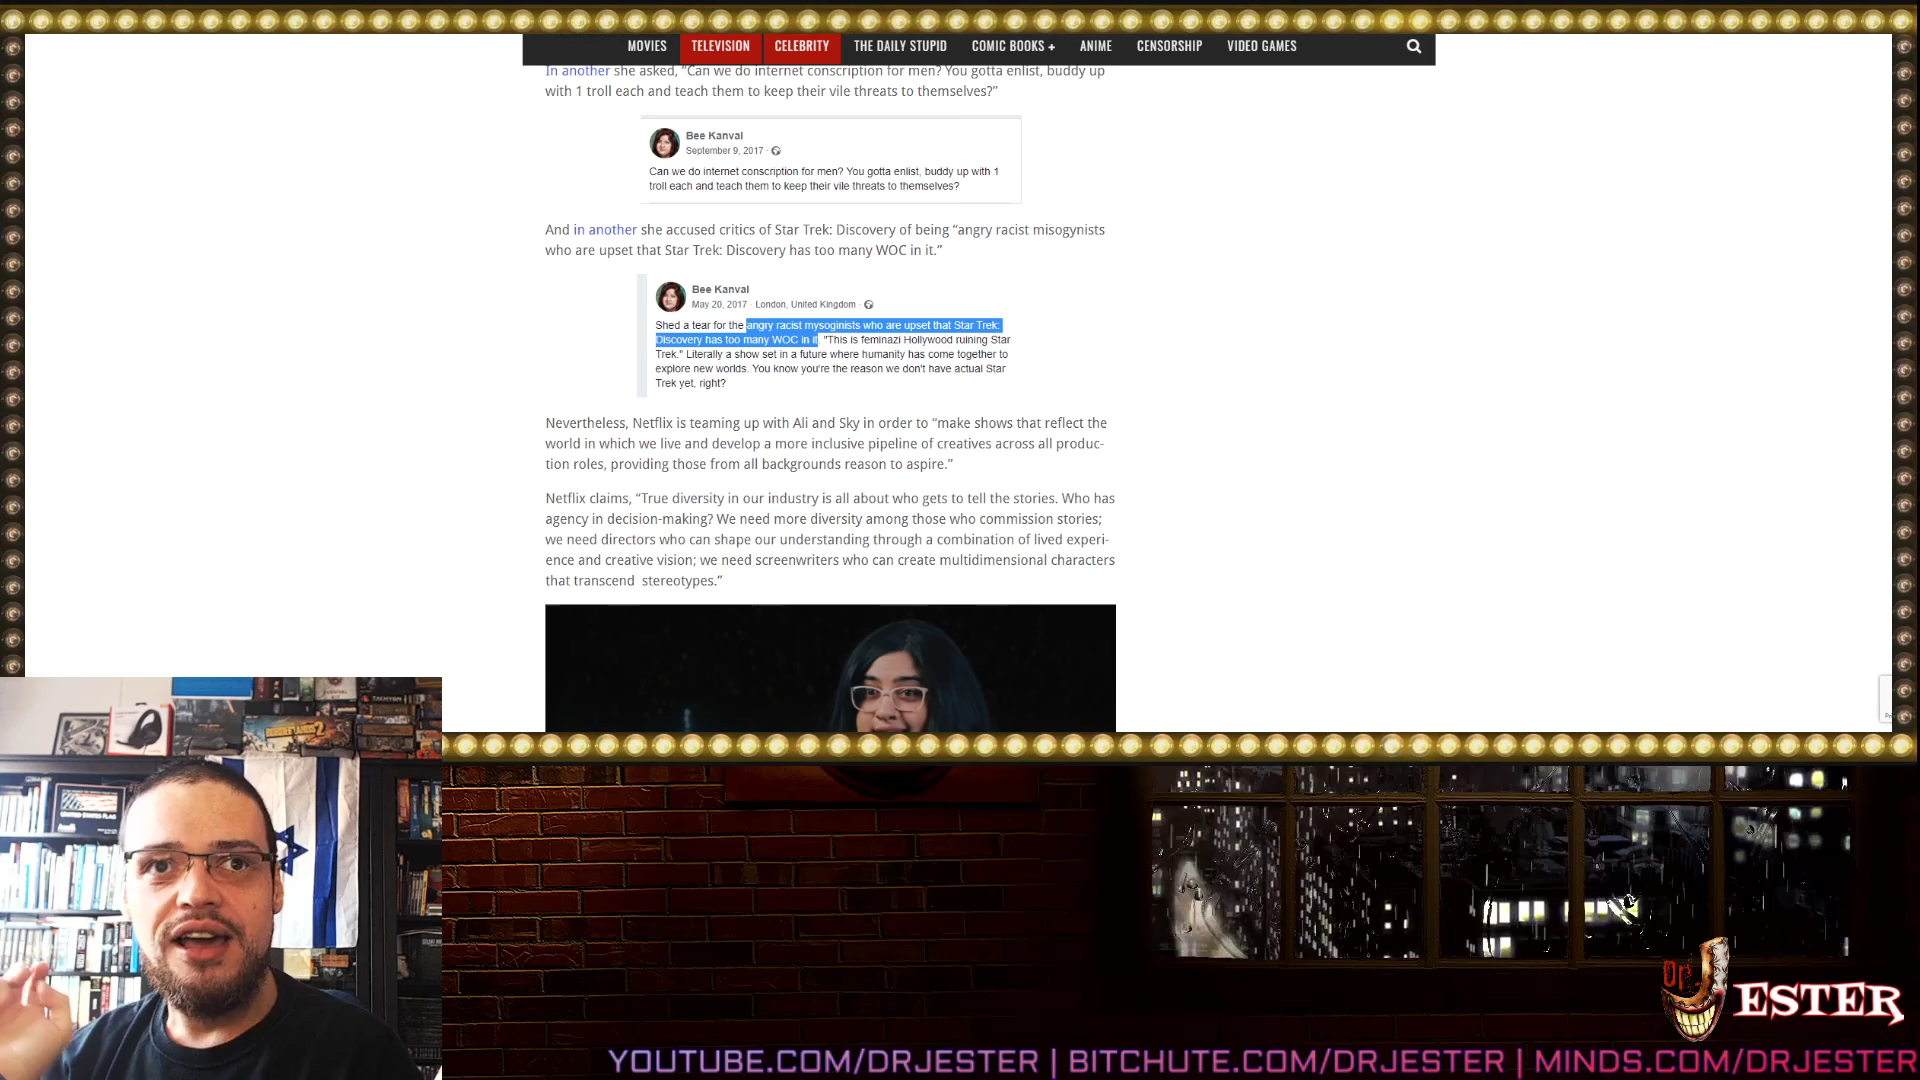 MOVIES TELEVISION CELEBRITY THE DAILY STUPID COMIC BOOKS + ANIME CENSORSHIP VIDEO GAMES
In another she asked, “Can we do internet conscription for men? You gotta enlist, buddy up
with 1 troll each and teach them to keep their vile threats to themselves?”
Bee Kanval
September 9, 2017 ·
Can we do internet conscription for men? You gotta enlist, buddy up with 1
troll each and teach them to keep their vile threats to themselves?
And in another she accused critics of Star Trek: Discovery of being “angry racist misogynists
who are upset that Star Trek: Discovery has too many WOC in it.”
Bee Kanval
May 20, 2017 · London, United Kingdom ·
Shed a tear for the angry racist mysoginists who are upset that Star Trek:
Discovery has too many WOC in it. "This is feminazi Hollywood ruining Star
Trek." Literally a show set in a future where humanity has come together to
explore new worlds. You know you're the reason we don't have actual Star
Trek yet, right?
Nevertheless, Netflix is teaming up with Ali and Sky in order to “make shows that reflect the
world in which we live and develop a more inclusive pipeline of creatives across all produc-
tion roles, providing those from all backgrounds reason to aspire.”
Netflix claims, “True diversity in our industry is all about who gets to tell the stories. Who has
agency in decision-making? We need more diversity among those who commission stories;
we need directors who can shape our understanding through a combination of lived experi-
ence and creative vision; we need screenwriters who can create multidimensional characters
that transcend stereotypes.”
TACHYON
BORDERLANDS 2
UNITED STATES FLAG
Dr. JESTER
YOUTUBE.COM/DRJESTER | BITCHUTE.COM/DRJESTER | MINDS.COM/DRJESTER